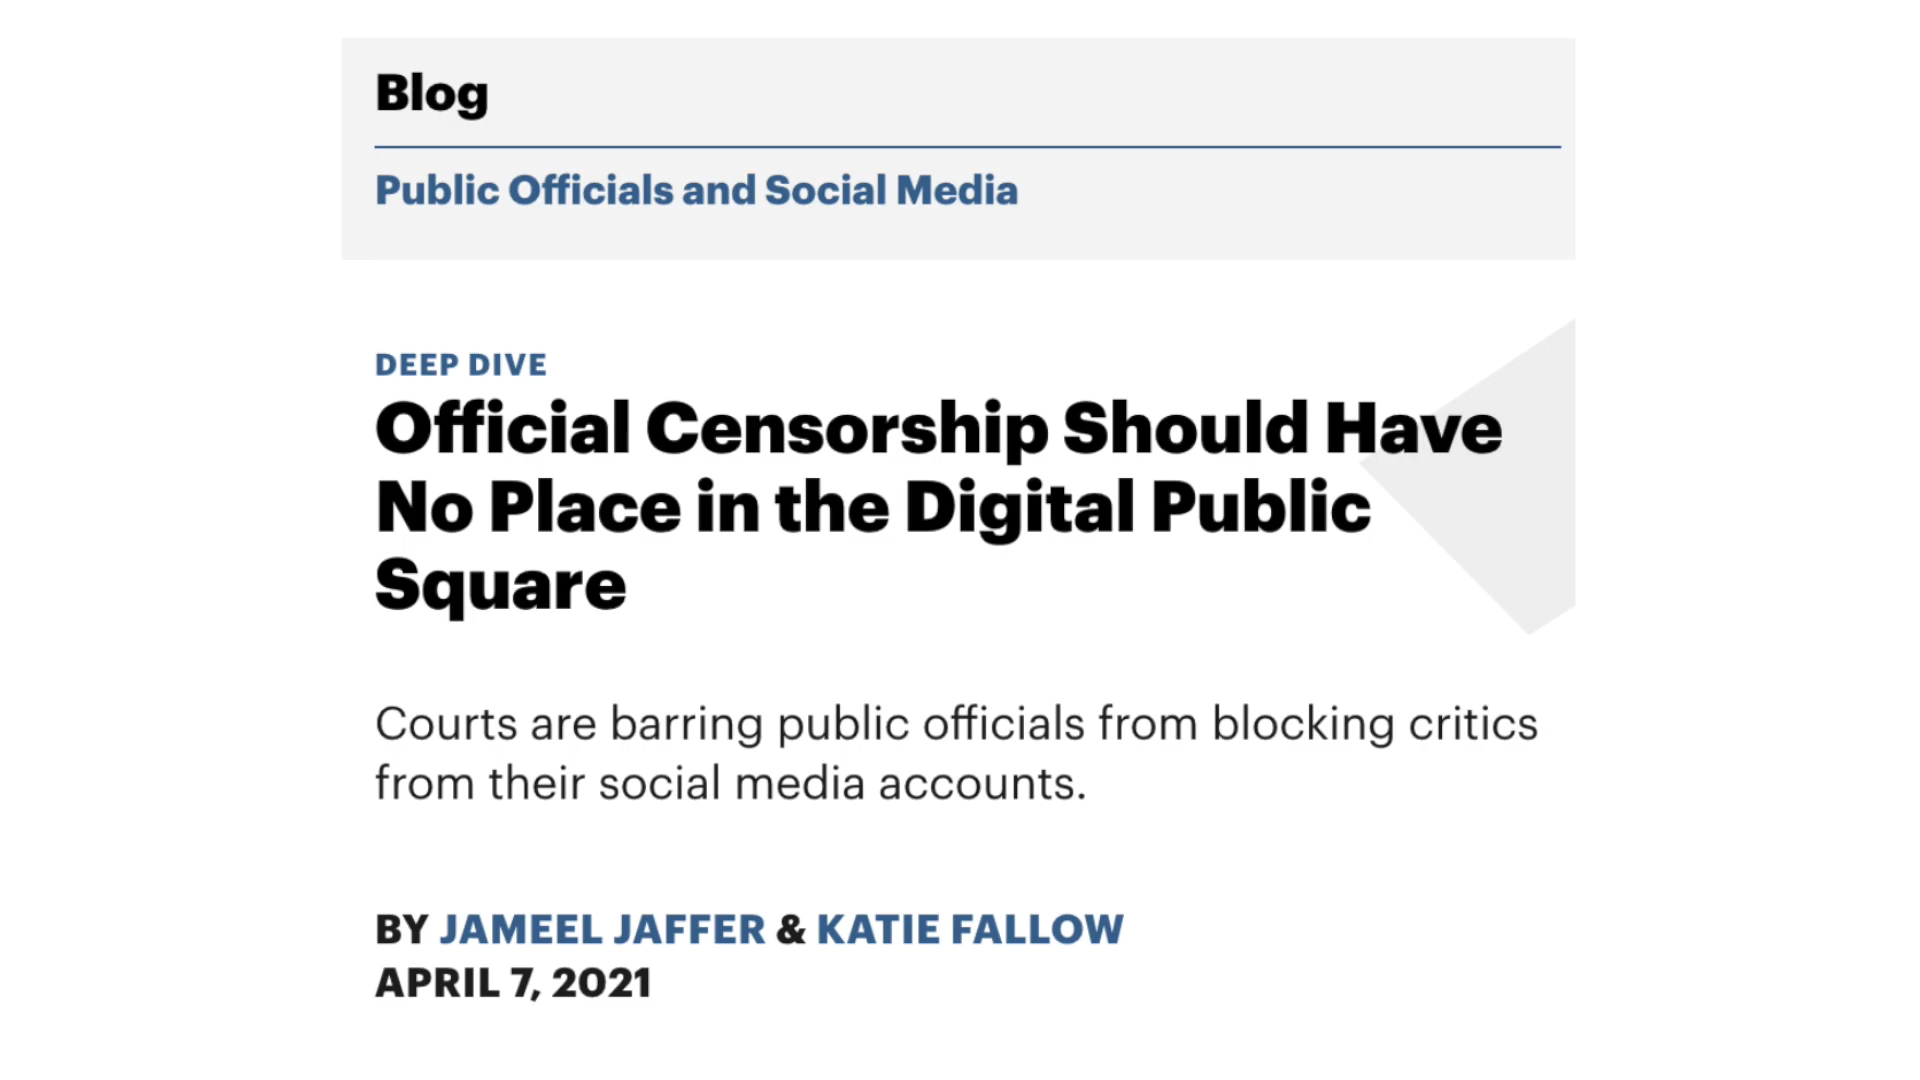 Blog
Public Officials and Social Media
DEEP DIVE
Official Censorship Should Have
No Place in the Digital Public
Square
Courts are barring public officials from blocking critics
from their social media accounts.
BY JAMEEL JAFFER & KATIE FALLOW
APRIL 7, 2021